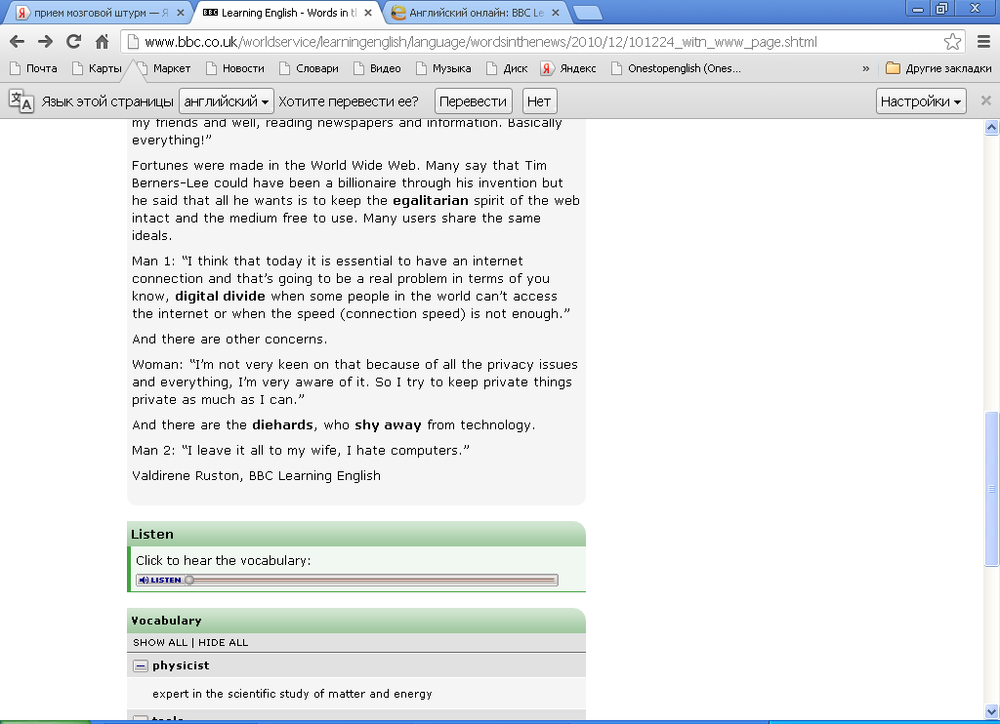 прием мозговой штурм — Я
BBC Learning English - Words in t
Английский онлайн: BBC Le
www.bbc.co.uk/worldservice/learningenglish/language/wordsinthenews/2010/12/101224_witn_www_page.shtml
Почта Карты Маркет Новости Словари Видео Музыка Диск Я Яндекс Onestopenglish (Ones... » Другие закладки
Язык этой страницы английский Хотите перевести ее? Перевести Нет Настройки
my friends and well, reading newspapers and information. Basically
everything!”
Fortunes were made in the World Wide Web. Many say that Tim
Berners-Lee could have been a billionaire through his invention but
he said that all he wants is to keep the egalitarian spirit of the web
intact and the medium free to use. Many users share the same
ideals.
Man 1: “I think that today it is essential to have an internet
connection and that’s going to be a real problem in terms of you
know, digital divide when some people in the world can’t access
the internet or when the speed (connection speed) is not enough.”
And there are other concerns.
Woman: “I’m not very keen on that because of all the privacy issues
and everything, I’m very aware of it. So I try to keep private things
private as much as I can.”
And there are the diehards, who shy away from technology.
Man 2: “I leave it all to my wife, I hate computers.”
Valdirene Ruston, BBC Learning English
Listen
Click to hear the vocabulary:
LISTEN
Vocabulary
SHOW ALL | HIDE ALL
physicist
expert in the scientific study of matter and energy